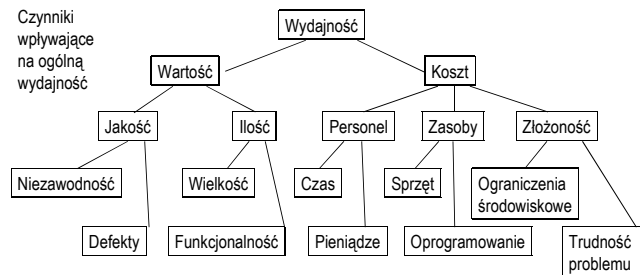 Czynniki
wpływające
na ogólną
wydajność
Wydajność
Wartość
Koszt
Jakość
Ilość
Personel
Zasoby
Złożoność
Niezawodność
Wielkość
Czas
Sprzęt
Ograniczenia
środowiskowe
Defekty
Funkcjonalność
Pieniądze
Oprogramowanie
Trudność
problemu